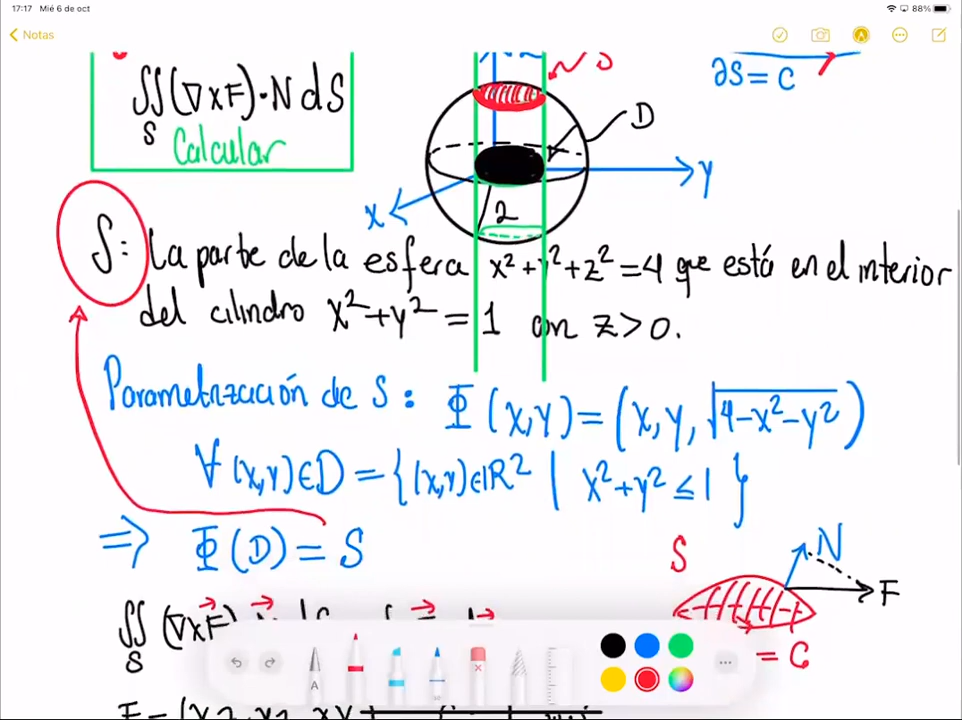 17:17 Mié 6 de oct
88%
Notas
∬(∇×F)·N dS
S
Calcular
∂S = C
S
D
y
x
2
S: La parte de la esfera x²+y²+z²=4 que está en el interior
del cilindro x²+y²=1 con z>0.
Parametrización de S: Φ(x,y)=(x,y,√4-x²-y²)
∀(x,y)∈D={(x,y)∈ℝ² | x²+y²≤1}
⇒ Φ(D)=S
S
N
F
∬(∇×F)
S
= C
A